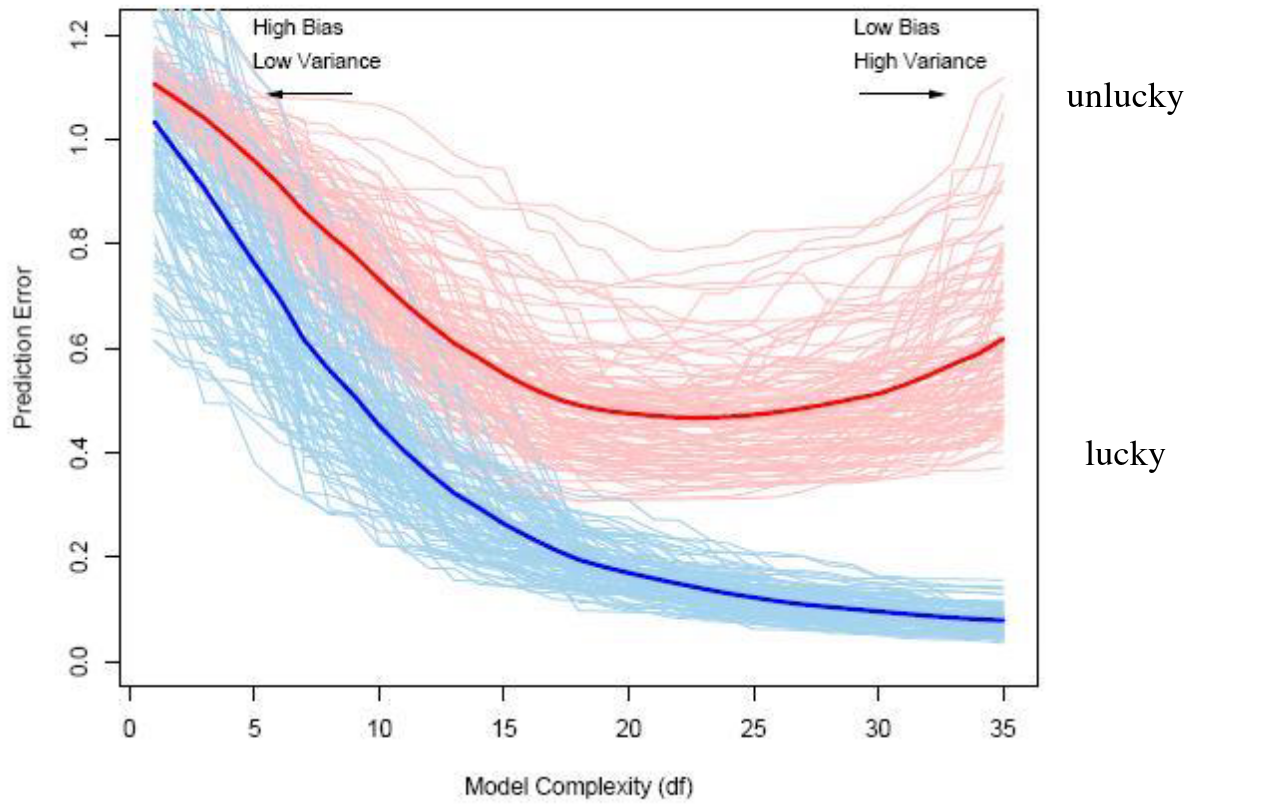 High Bias
Low Variance
Low Bias
High Variance
unlucky
lucky
Prediction Error
0.0
0.2
0.4
0.6
0.8
1.0
1.2
0 5 10 15 20 25 30 35
Model Complexity (df)